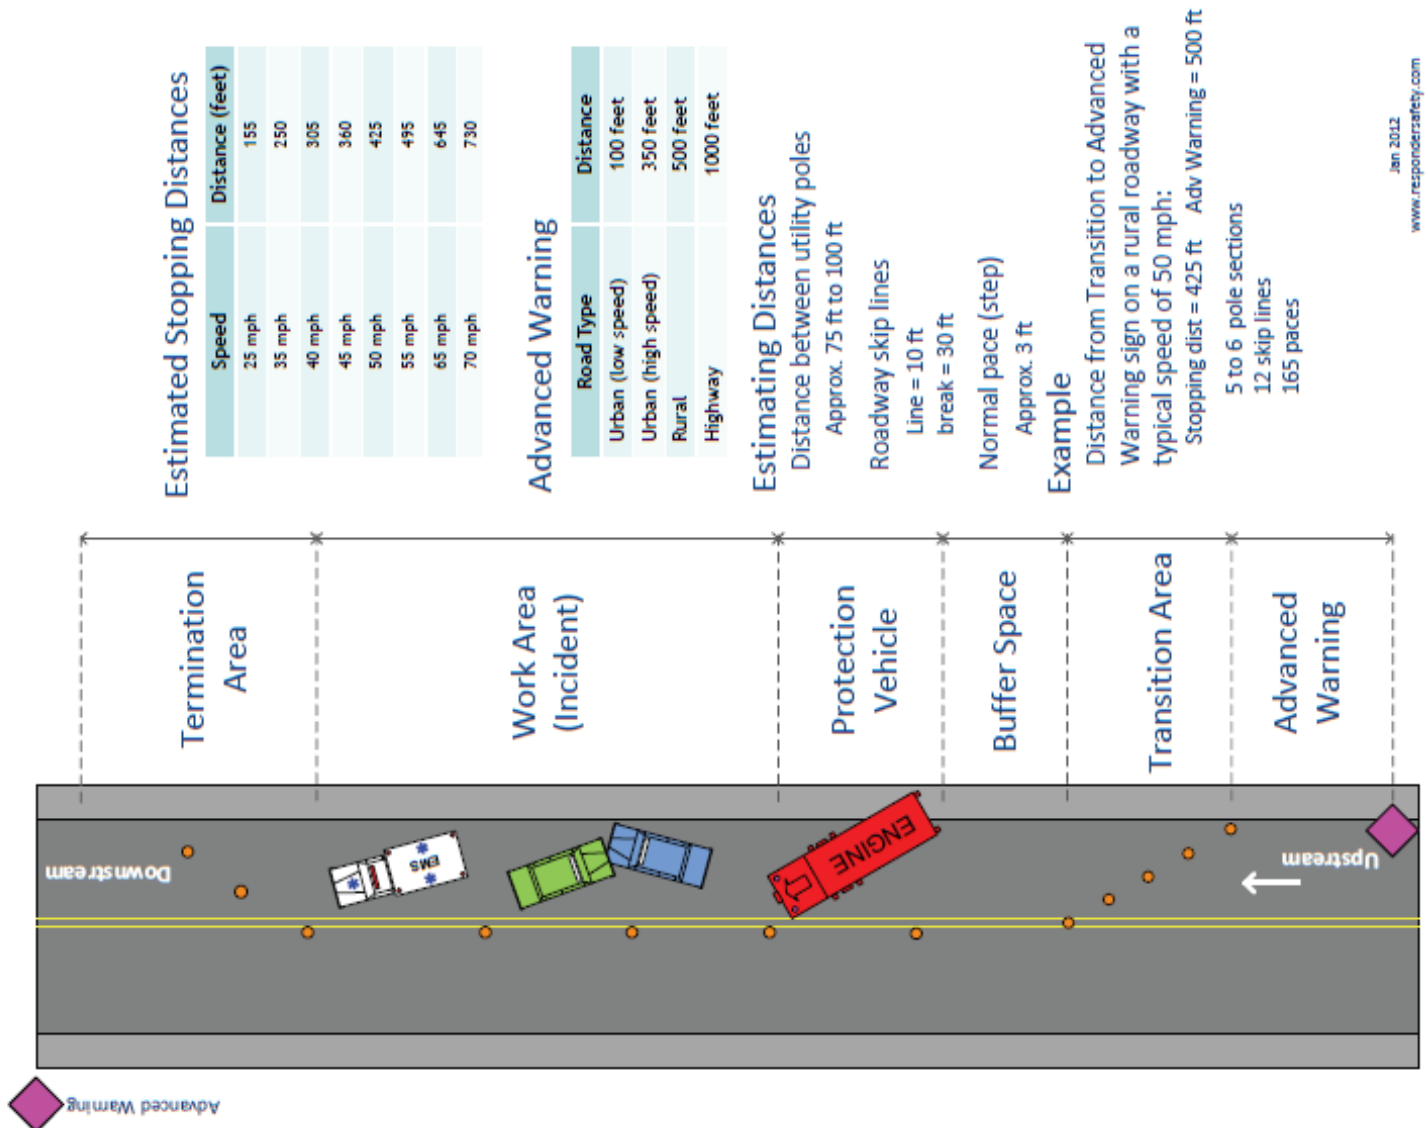 Estimated Stopping Distances
Speed Distance (feet)
25 mph 155
35 mph 250
40 mph 305
45 mph 360
50 mph 425
55 mph 495
65 mph 645
70 mph 730
Advanced Warning
Road Type Distance
Urban (low speed) 100 feet
Urban (high speed) 350 feet
Rural 500 feet
Highway 1000 feet
Estimating Distances
Distance between utility poles
Approx. 75 ft to 100 ft
Roadway skip lines
Line = 10 ft
break = 30 ft
Normal pace (step)
Approx. 3 ft
Example
Distance from Transition to Advanced
Warning sign on a rural roadway with a
typical speed of 50 mph:
Stopping dist = 425 ft Adv Warning = 500 ft
5 to 6 pole sections
12 skip lines
165 paces
Jan 2012
www.respondersafety.com
Termination
Area
Work Area
(Incident)
Protection
Vehicle
Buffer Space
Transition Area
Advanced
Warning
Downstream
EMS
ENGINE
Upstream
Advanced Warning